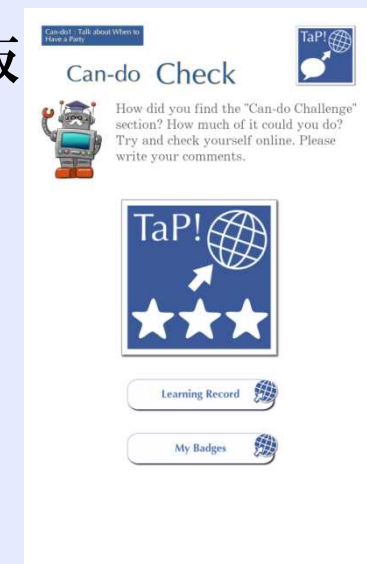 版
Can-do1 : Talk about When to
Have a Party
TaP!
Can-do Check
How did you find the "Can-do Challenge"
section? How much of it could you do?
Try and check yourself online. Please
write your comments.
TaP!
Learning Record
My Badges